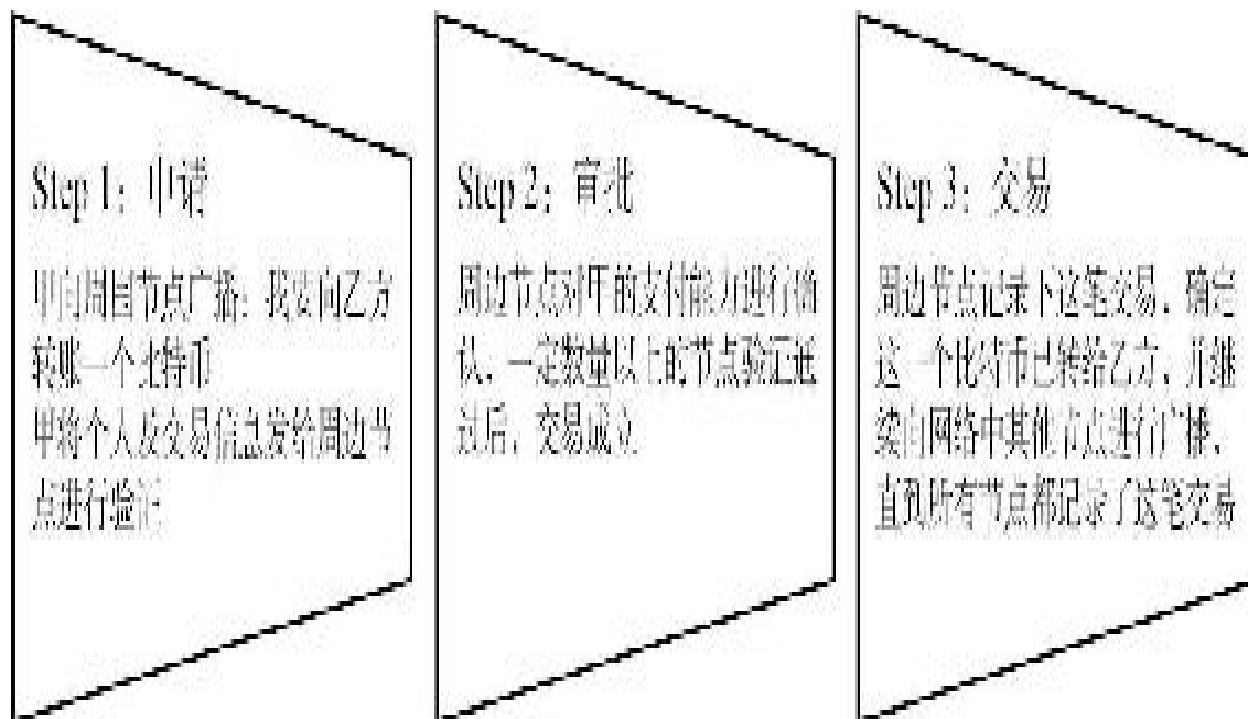 Step 1：申请
甲向周围节点广播：我要向乙方
转账一个比特币
甲将个人及交易信息发给周边节
点进行验证
Step 2：审批
周边节点对甲的支付能力进行确
认，一定数量以上的节点验证通
过后，交易成立
Step 3：交易
周边节点记录下这笔交易，确定
这一个比特币已转给乙方，并继
续向网络中其他节点进行广播，
直到所有节点都记录了这笔交易